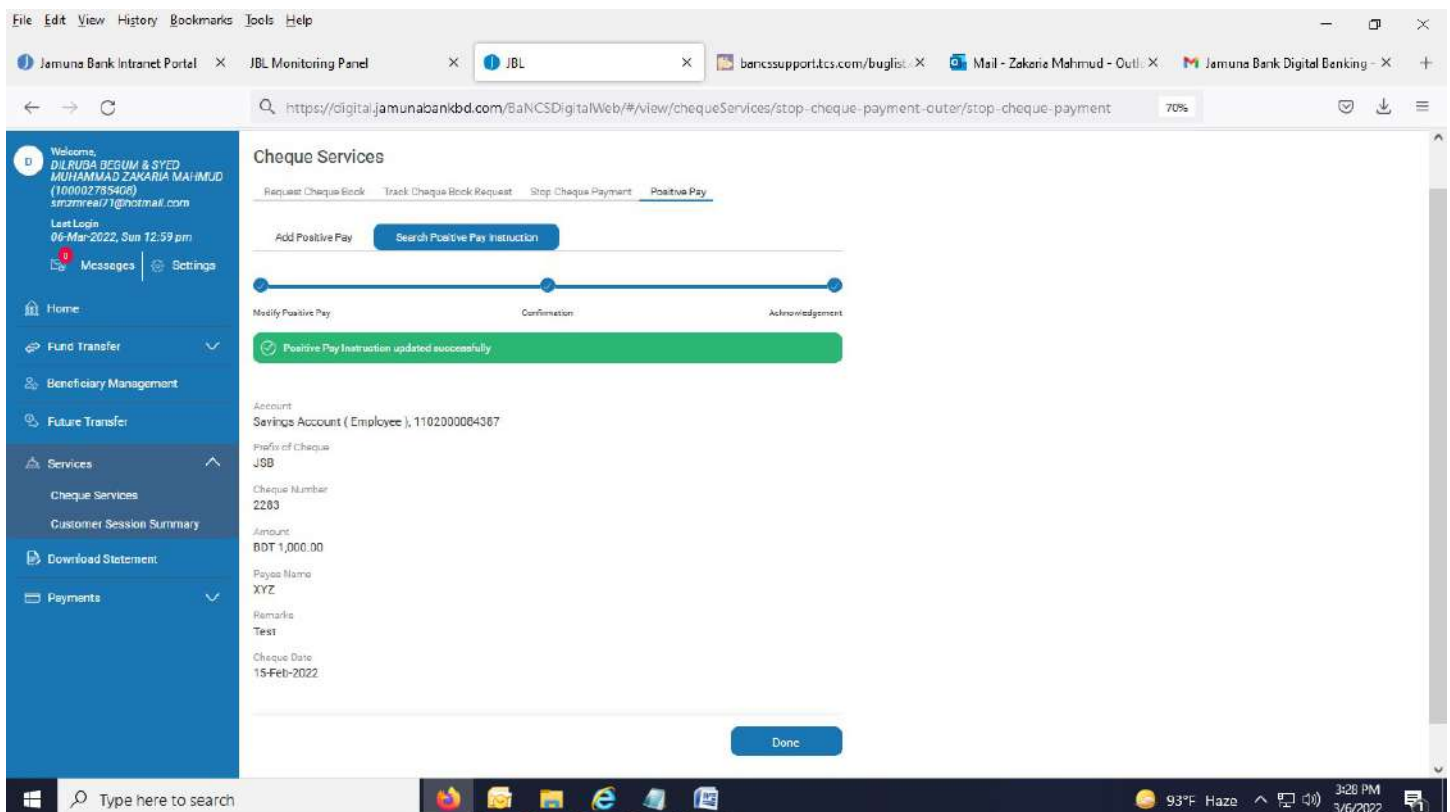 File Edit View History Bookmarks Tools Help
Jamuna Bank Intranet Portal
JBL Monitoring Panel
JBL
bancssupport.tcs.com/buglist.
Mail - Zakaria Mahmud - Outl
Jamuna Bank Digital Banking -
https://digital.jamunabankbd.com/BaNCSDigitalWeb/#/view/chequeServices/stop-cheque-payment-outer/stop-cheque-payment
70%
D
Welcome,
DILRUBA BEGUM & SYED
MUHAMMAD ZAKARIA MAHMUD
(100002785408)
smzmreal71@hotmail.com
Last Login
06-Mar-2022, Sun 12:59 pm
0
Messages Settings
Home
Fund Transfer
Beneficiary Management
Future Transfer
Services
Cheque Services
Customer Session Summary
Download Statement
Payments
Cheque Services
Request Cheque Book Track Cheque Book Request Stop Cheque Payment Positive Pay
Add Positive Pay Search Positive Pay Instruction
Modify Positive Pay Confirmation Acknowledgement
Positive Pay Instruction updated successfully
Account
Savings Account ( Employee ), 1102000084387
Prefix of Cheque
JSB
Cheque Number
2283
Amount
BDT 1,000.00
Payee Name
XYZ
Remarks
Test
Cheque Date
15-Feb-2022
Done
Type here to search
93°F Haze
3:28 PM
3/6/2022